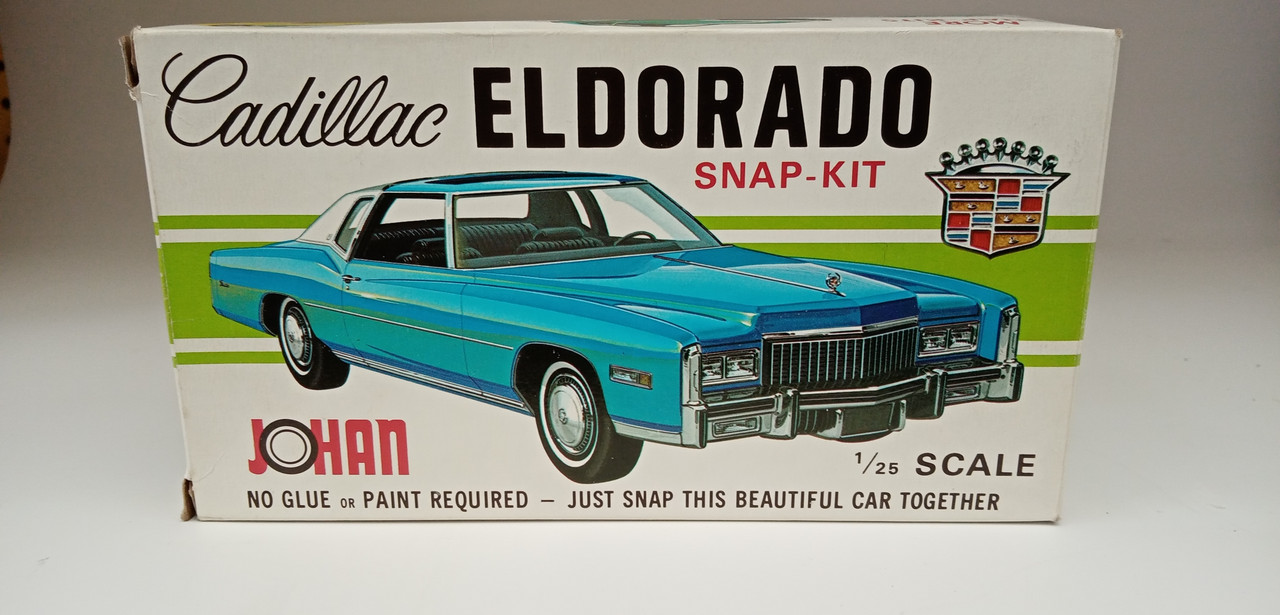 Cadillac ELDORADO
SNAP-KIT
JOHAN
1/25 SCALE
NO GLUE OR PAINT REQUIRED – JUST SNAP THIS BEAUTIFUL CAR TOGETHER